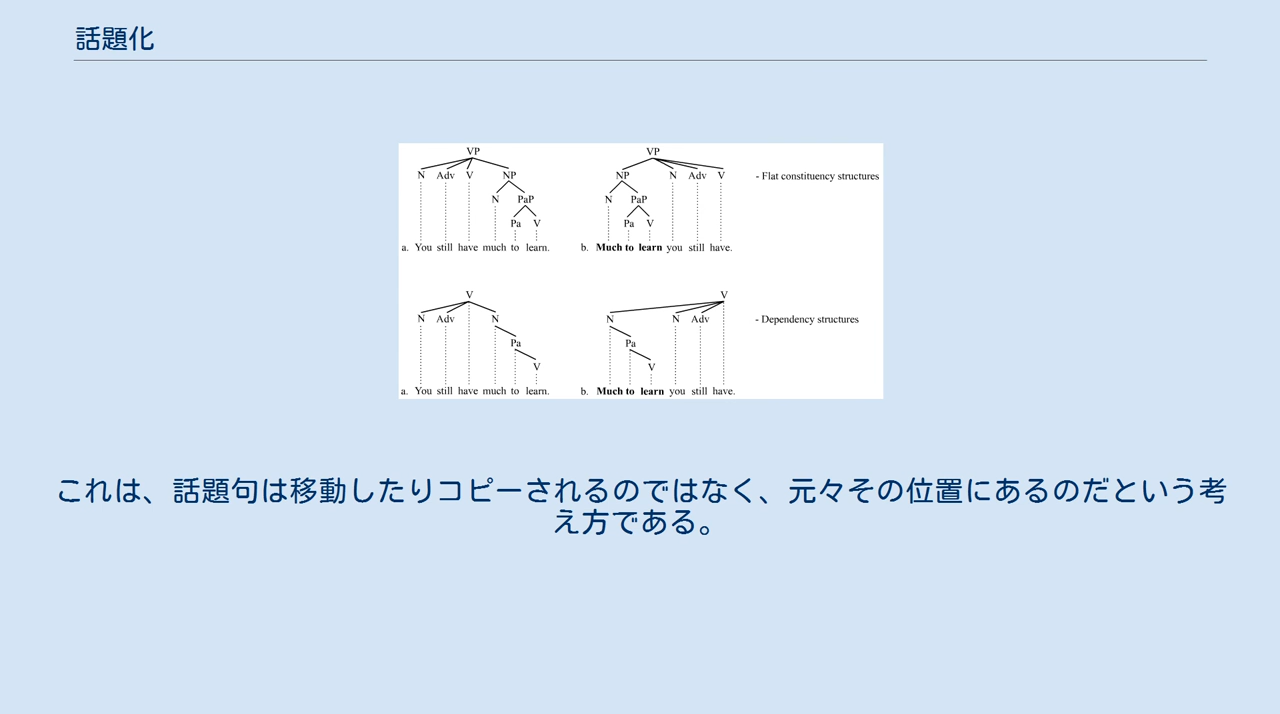 話題化
VP VP
N Adv V NP NP N Adv V - Flat constituency structures
N PaP N PaP
Pa V Pa V
a. You still have much to learn. b. Much to learn you still have.
V V
N Adv N N N Adv - Dependency structures
Pa Pa
V V
a. You still have much to learn. b. Much to learn you still have.
これは、話題句は移動したりコピーされるのではなく、元々その位置にあるのだという考
え方である。